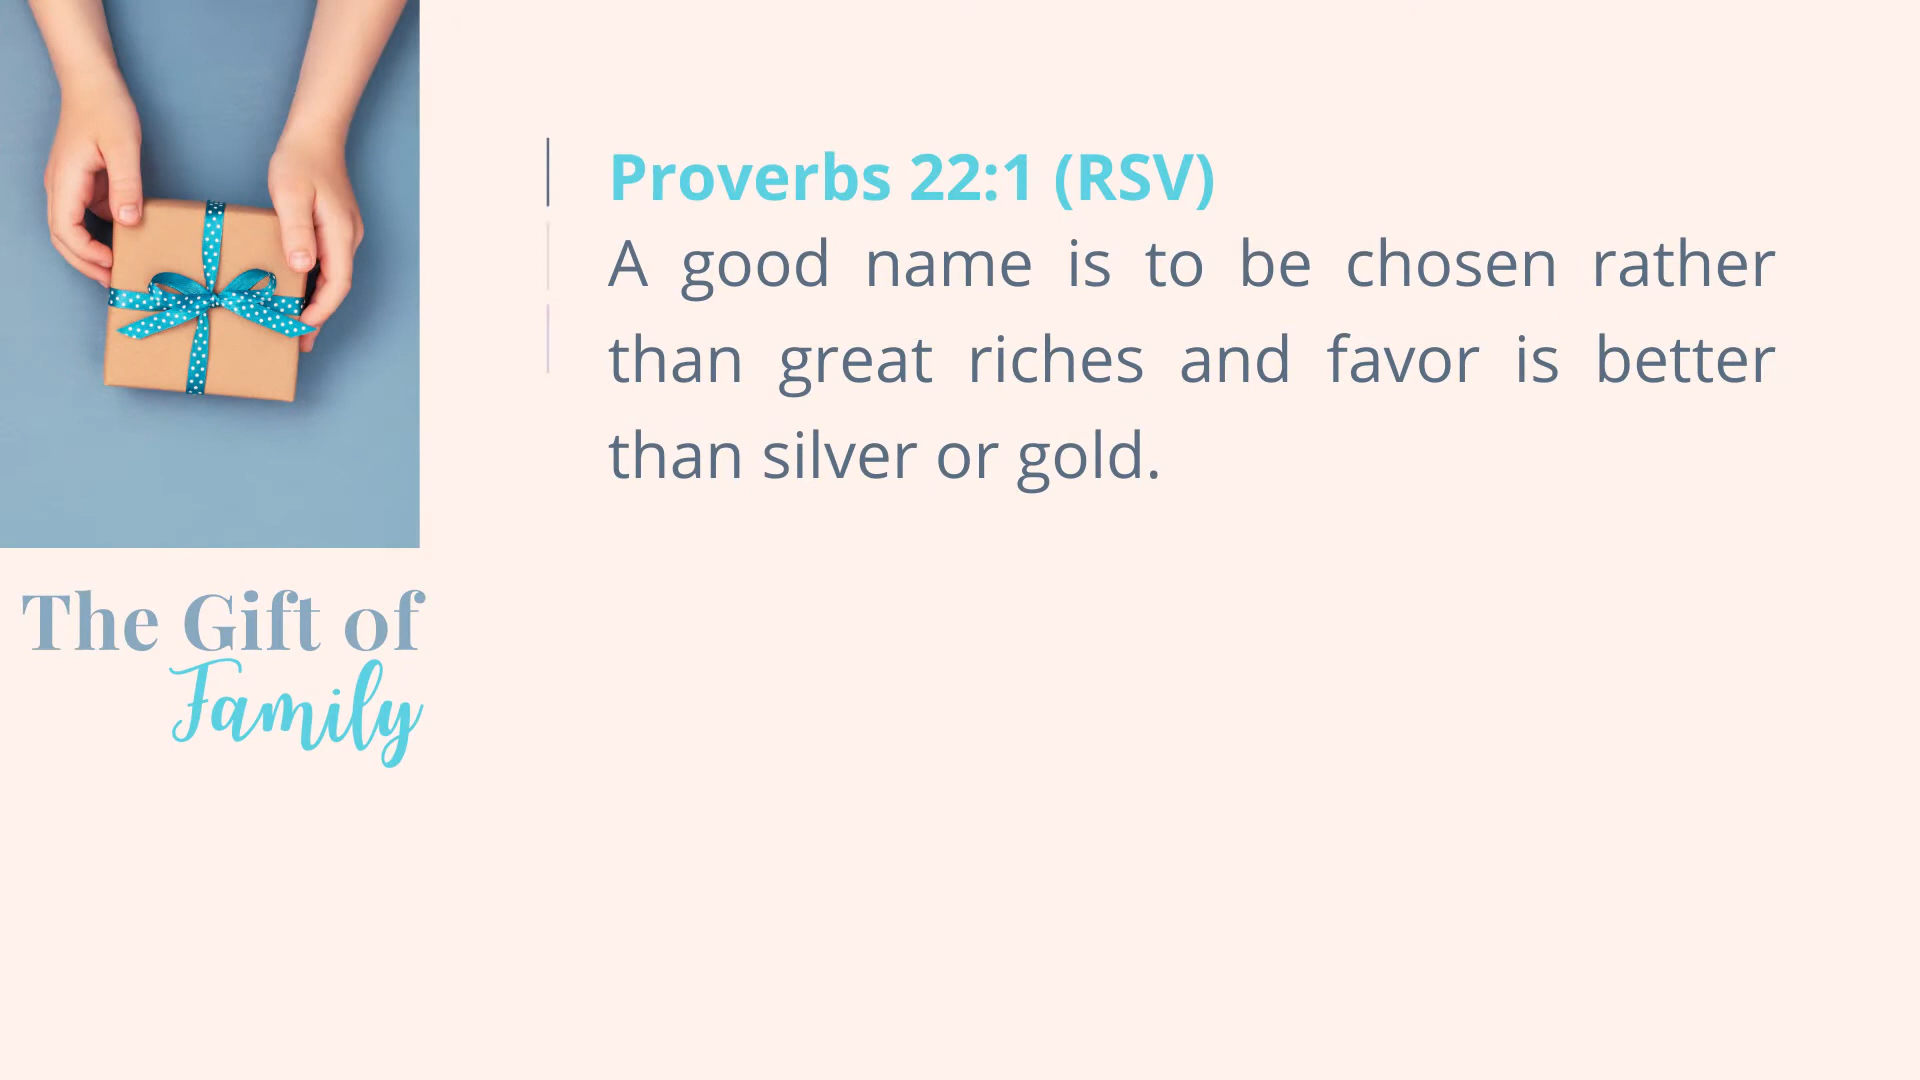 Proverbs 22:1 (RSV)
A good name is to be chosen rather
than great riches and favor is better
than silver or gold.
The Gift of
Family